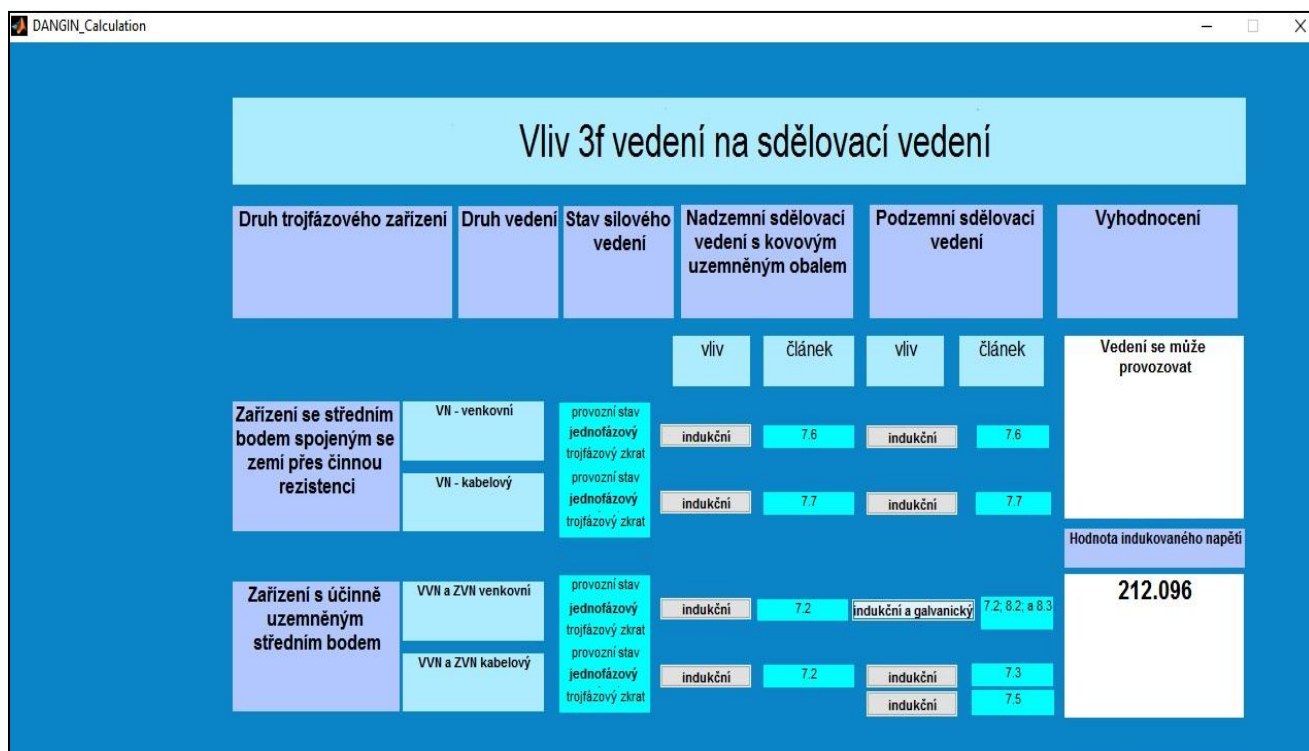 DANGIN_Calculation
Vliv 3f vedení na sdělovací vedení
Druh trojfázového zařízení
Druh vedení
Stav silového
vedení
Nadzemní sdělovací
vedení s kovovým
uzemněným obalem
Podzemní sdělovací
vedení
Vyhodnocení
vliv
článek
vliv
článek
Vedení se může
provozovat
Zařízení se středním
bodem spojeným se
zemí přes činnou
rezistenci
VN - venkovní
provozní stav
jednofázový
trojfázový zkrat
indukční
7.6
indukční
7.6
VN - kabelový
provozní stav
jednofázový
trojfázový zkrat
indukční
7.7
indukční
7.7
Hodnota indukovaného napětí
212.096
Zařízení s účinně
uzemněným
středním bodem
VVN a ZVN venkovní
provozní stav
jednofázový
trojfázový zkrat
indukční
7.2
indukční a galvanický
7.2; 8.2; a 8.3
VVN a ZVN kabelový
provozní stav
jednofázový
trojfázový zkrat
indukční
7.2
indukční
7.3
indukční
7.5